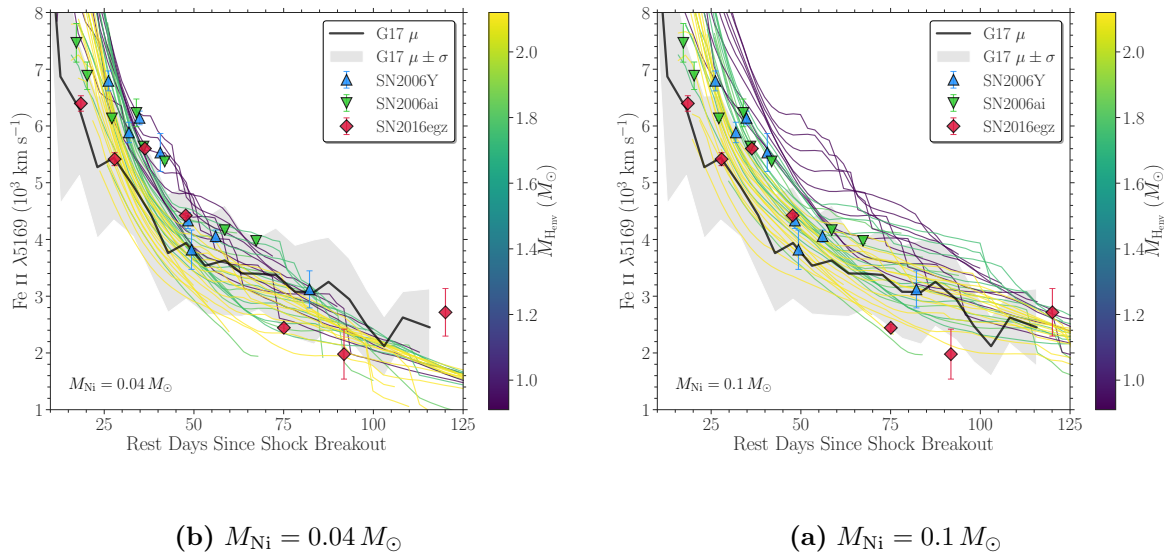 8
7
6
5
4
3
2
1
Fe II λ5169 (10³ km s⁻¹)
G17 μ
G17 μ ± σ
SN2006Y
SN2006ai
SN2016egz
M_Ni = 0.04 M_⊙
25 50 75 100 125
Rest Days Since Shock Breakout
2.0
1.8
1.6
1.4
1.2
1.0
M_H_env (M_⊙)
(b) M_Ni = 0.04 M_⊙
8
7
6
5
4
3
2
1
Fe II λ5169 (10³ km s⁻¹)
G17 μ
G17 μ ± σ
SN2006Y
SN2006ai
SN2016egz
M_Ni = 0.1 M_⊙
25 50 75 100 125
Rest Days Since Shock Breakout
2.0
1.8
1.6
1.4
1.2
1.0
M_H_env (M_⊙)
(a) M_Ni = 0.1 M_⊙